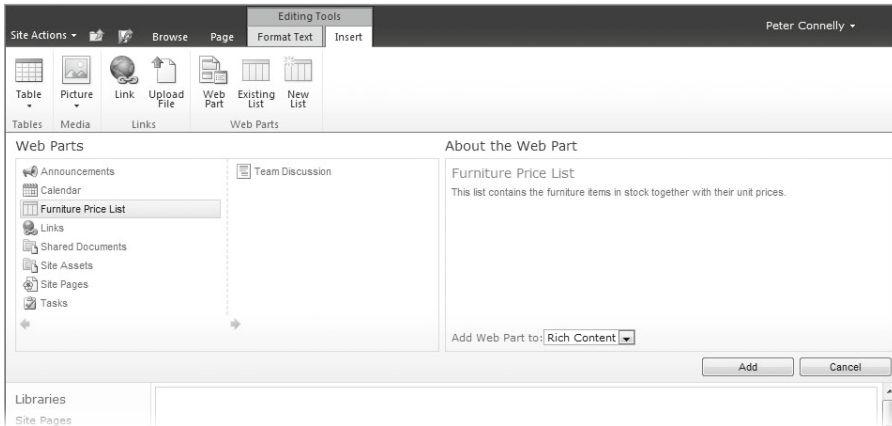 Editing Tools
Site Actions Browse Page Format Text Insert Peter Connelly
Table Picture Link Upload File Web Part Existing List New List
Tables Media Links Web Parts
Web Parts
Announcements
Calendar
Furniture Price List
Links
Shared Documents
Site Assets
Site Pages
Tasks
Team Discussion
About the Web Part
Furniture Price List
This list contains the furniture items in stock together with their unit prices.
Add Web Part to: Rich Content
Add Cancel
Libraries
Site Pages